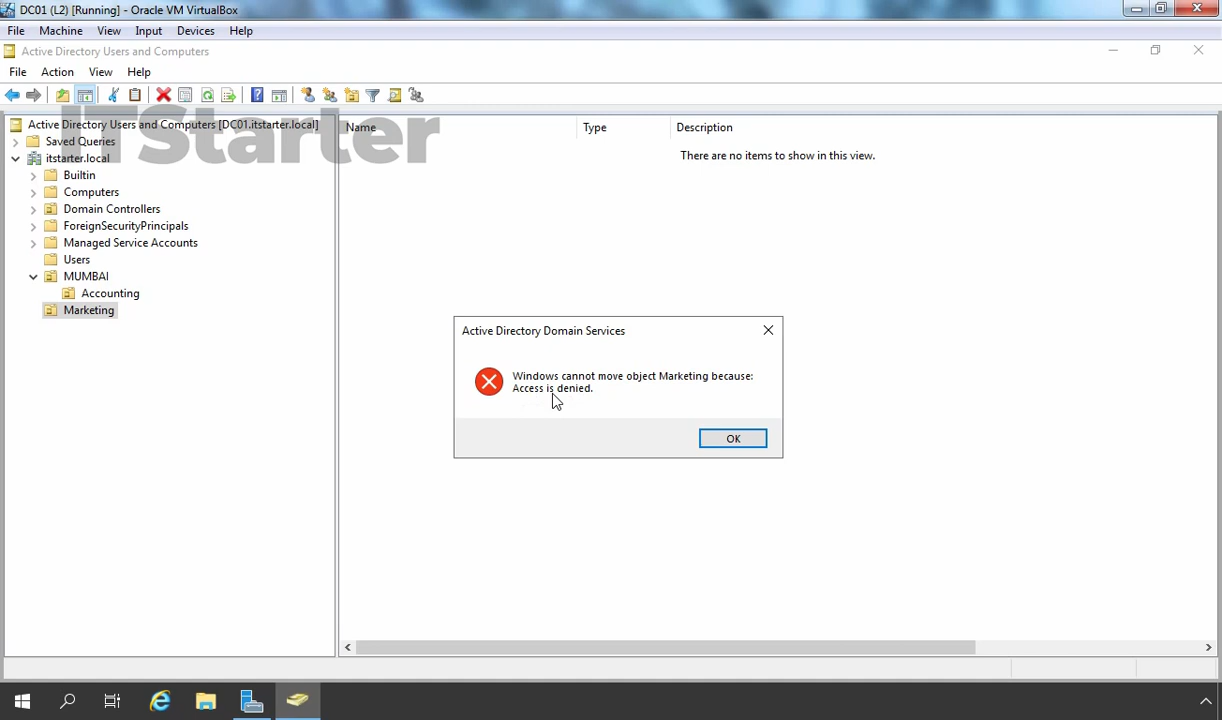 DC01 (L2) [Running] - Oracle VM VirtualBox
File Machine View Input Devices Help
Active Directory Users and Computers
File Action View Help
ITStarter
Active Directory Users and Computers [DC01.itstarter.local]
Name Type Description
Saved Queries
There are no items to show in this view.
itstarter.local
Builtin
Computers
Domain Controllers
ForeignSecurityPrincipals
Managed Service Accounts
Users
MUMBAI
Accounting
Marketing
Active Directory Domain Services
Windows cannot move object Marketing because:
Access is denied.
OK